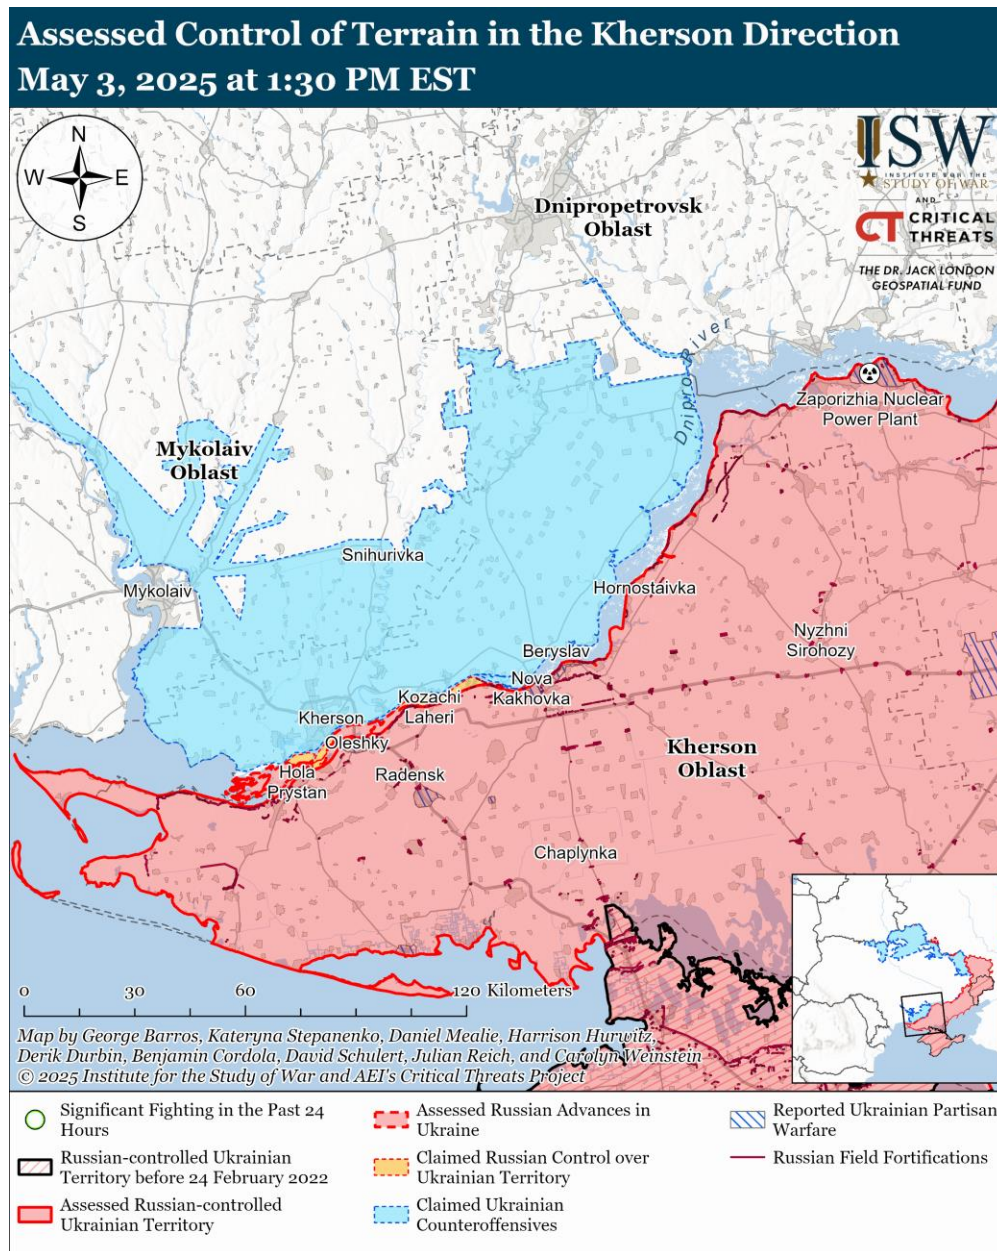 Assessed Control of Terrain in the Kherson Direction
May 3, 2025 at 1:30 PM EST
N
W E
S
ISW
INSTITUTE FOR THE
STUDY OF WAR
AND
CT CRITICAL
THREATS
THE DR. JACK LONDON
GEOSPATIAL FUND
Dnipropetrovsk
Oblast
Dnipro River
Zaporizhia Nuclear
Power Plant
Mykolaiv
Oblast
Snihurivka
Mykolaiv
Hornostaivka
Nyzhni
Sirohozy
Beryslav
Nova
Kakhovka
Kozachi
Laheri
Kherson
Oleshky
Hola
Prystan
Radensk
Kherson
Oblast
Chaplynka
0 30 60 120 Kilometers
Map by George Barros, Kateryna Stepanenko, Daniel Mealie, Harrison Hurwitz,
Derik Durbin, Benjamin Cordola, David Schulert, Julian Reich, and Carolyn Weinstein
© 2025 Institute for the Study of War and AEI's Critical Threats Project
Significant Fighting in the Past 24
Hours
Russian-controlled Ukrainian
Territory before 24 February 2022
Assessed Russian-controlled
Ukrainian Territory
Assessed Russian Advances in
Ukraine
Claimed Russian Control over
Ukrainian Territory
Claimed Ukrainian
Counteroffensives
Reported Ukrainian Partisan
Warfare
Russian Field Fortifications